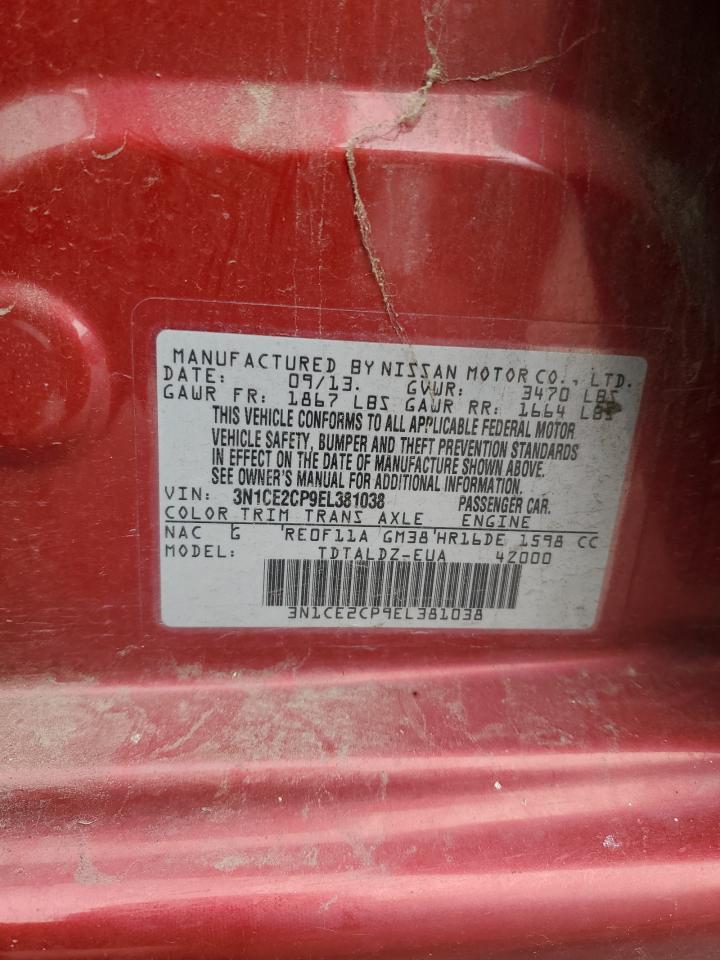 MANUFACTURED BY NISSAN MOTOR CO., LTD.
DATE: 09/13. GVWR: 3470 LBS
GAWR FR: 1867 LBS GAWR RR: 1664 LBS
THIS VEHICLE CONFORMS TO ALL APPLICABLE FEDERAL MOTOR
VEHICLE SAFETY, BUMPER AND THEFT PREVENTION STANDARDS
IN EFFECT ON THE DATE OF MANUFACTURE SHOWN ABOVE.
SEE OWNER'S MANUAL FOR ADDITIONAL INFORMATION.
VIN: 3N1CE2CP9EL381038 PASSENGER CAR.
COLOR TRIM TRANS AXLE ENGINE
NAC G 'RE0F11A GM38'HR16DE 1598 CC
MODEL: TDTALDZ-EUA 42000
3N1CE2CP9EL381038